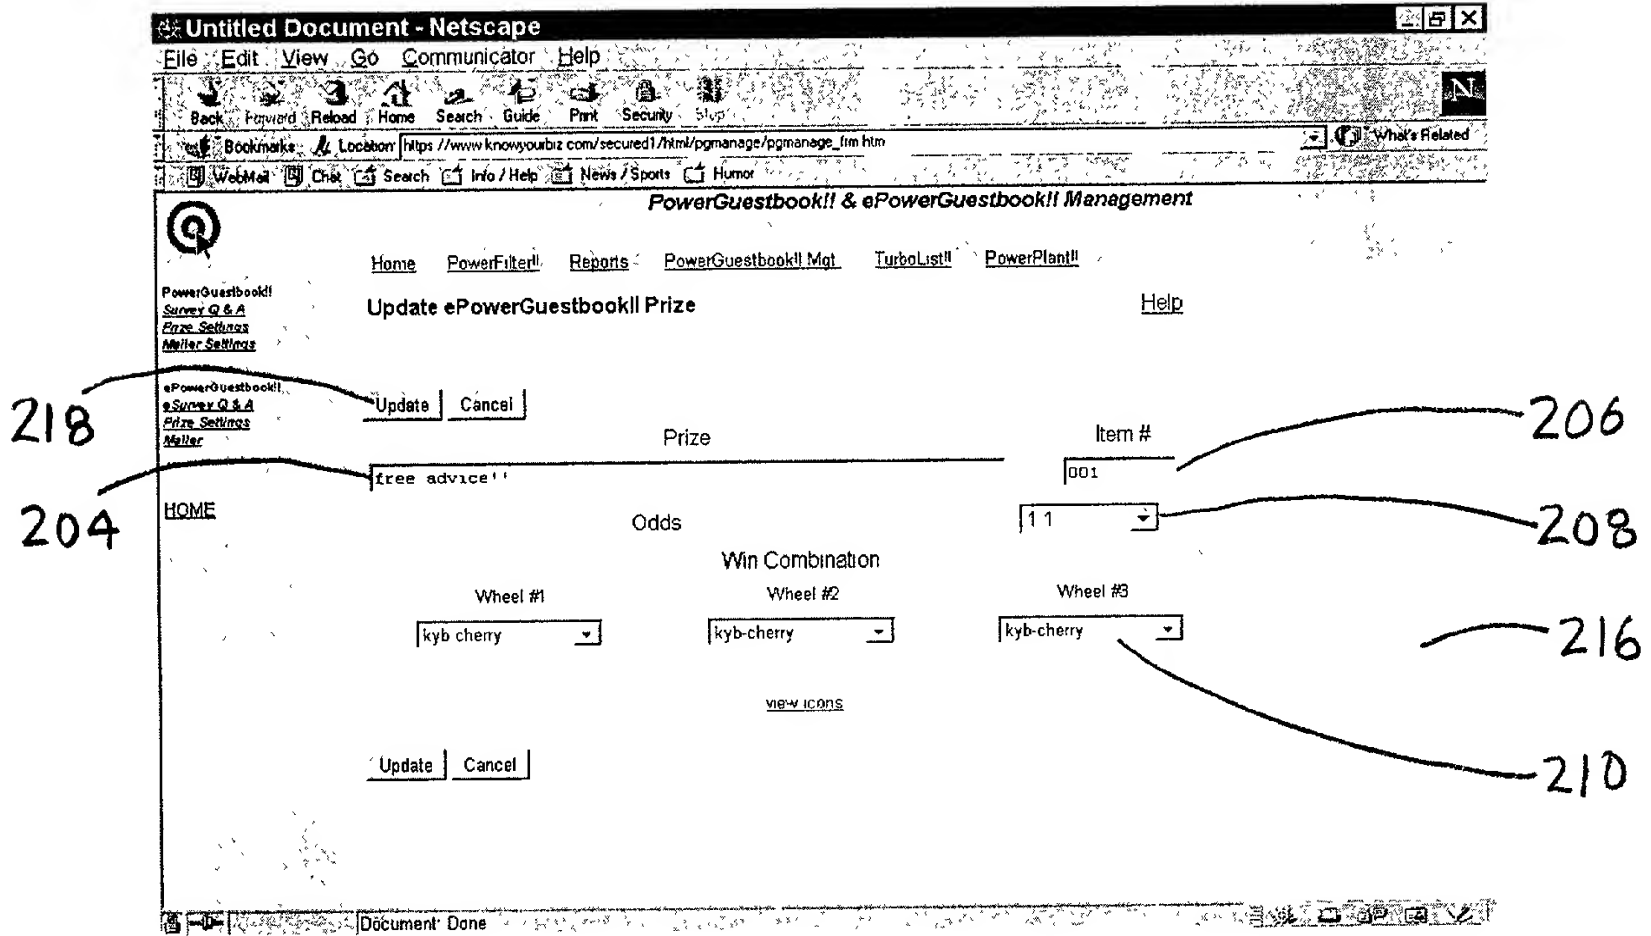 Untitled Document - Netscape
File Edit View Go Communicator Help
Back Forward Reload Home Search Guide Print Security Stop
Bookmarks Location https //www knowyourbiz com/secured1/html/pgmanage/pgmanage_frm htm What's Related
WebMail Chat Search Info / Help News / Sports Humor
PowerGuestbook!! & ePowerGuestbook!! Management
Home PowerFilter!! Reports PowerGuestbook!! Mgt TurboList!! PowerPlant!!
PowerGuestbook!!
Survey Q & A
Prize Settings
Mailer Settings
Update ePowerGuestbook!! Prize Help
ePowerGuestbook!!
eSurvey Q & A
Prize Settings
Mailer
218 Update Cancel 206
Prize Item #
free advice'' 001
204 HOME Odds 1 1 208
Win Combination
Wheel #1 Wheel #2 Wheel #3
kyb cherry kyb-cherry kyb-cherry 216
view icons
Update Cancel 210
Document: Done